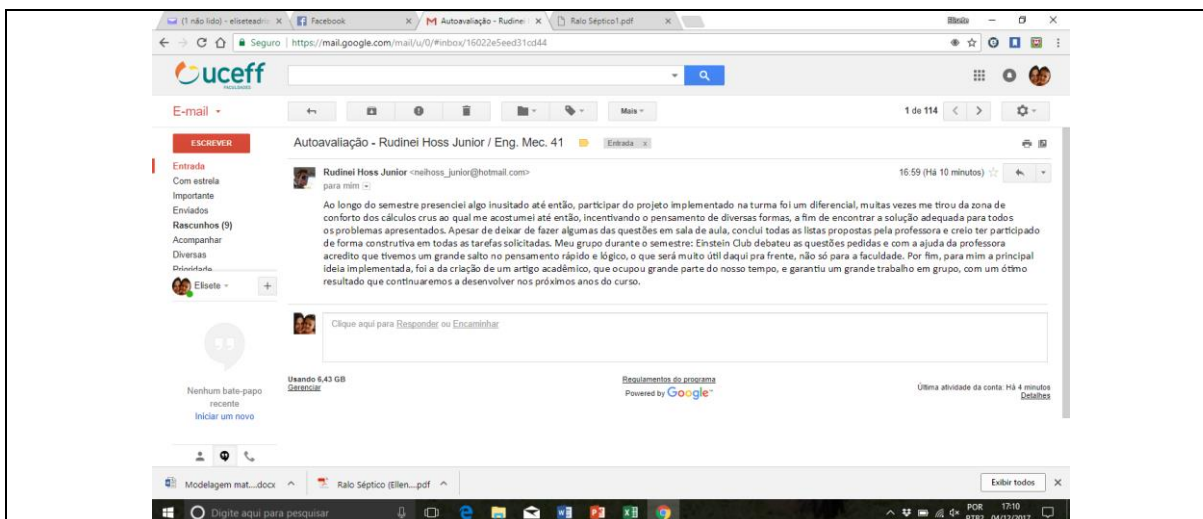 (1 não lido) - eliseteadri
Facebook
Autoavaliação - Rudinei
Ralo Séptico1.pdf
Seguro
https://mail.google.com/mail/u/0/#inbox/16022e5eed31cd44
uceff
FACULDADES
E-mail
Mais
1 de 114
ESCREVER
Autoavaliação - Rudinei Hoss Junior / Eng. Mec. 41
Entrada x
Entrada
Com estrela
Importante
Enviados
Rascunhos (9)
Acompanhar
Diversas
Prioridade
Elisete
Rudinei Hoss Junior <neihoss_junior@hotmail.com>
16:59 (Há 10 minutos)
para mim
Ao longo do semestre presenciei algo inusitado até então, participar do projeto implementado na turma foi um diferencial, muitas vezes me tirou da zona de
conforto dos cálculos crus ao qual me acostumei até então, incentivando o pensamento de diversas formas, a fim de encontrar a solução adequada para todos
os problemas apresentados. Apesar de deixar de fazer algumas das questões em sala de aula, conclui todas as listas propostas pela professora e creio ter participado
de forma construtiva em todas as tarefas solicitadas. Meu grupo durante o semestre: Einstein Club debateu as questões pedidas e com a ajuda da professora
acredito que tivemos um grande salto no pensamento rápido e lógico, o que será muito útil daqui pra frente, não só para a faculdade. Por fim, para mim a principal
ideia implementada, foi a da criação de um artigo acadêmico, que ocupou grande parte do nosso tempo, e garantiu um grande trabalho em grupo, com um ótimo
resultado que continuaremos a desenvolver nos próximos anos do curso.
Clique aqui para Responder ou Encaminhar
Usando 6,43 GB
Gerenciar
Regulamentos do programa
Powered by Google™
Última atividade da conta: Há 4 minutos
Detalhes
Nenhum bate-papo
recente
Iniciar um novo
Modelagem mat....docx
Ralo Séptico (Ellen....pdf
Exibir todos
Digite aqui para pesquisar
POR
PTB2
17:10
04/12/2017